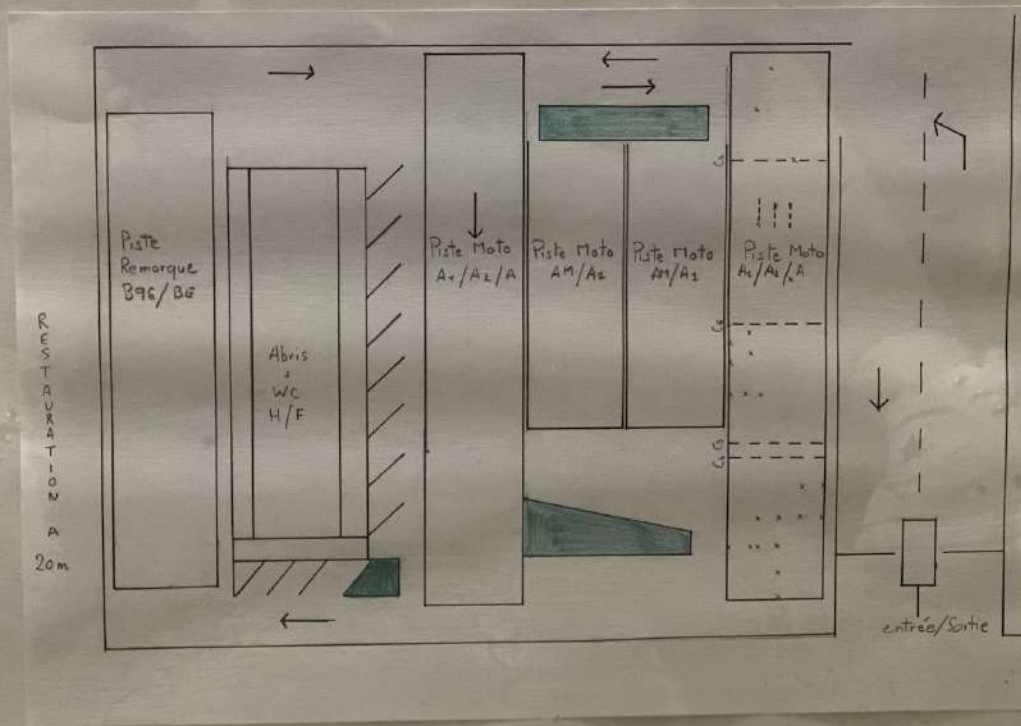 Piste
Remorque
B96/BE
Abris
+
WC
H/F
Piste Moto
A1/A2/A
Piste Moto
AM/A1
Piste Moto
AM/A1
Piste Moto
A1/A2/A
RESTAURATION A
20m
entrée/Sortie